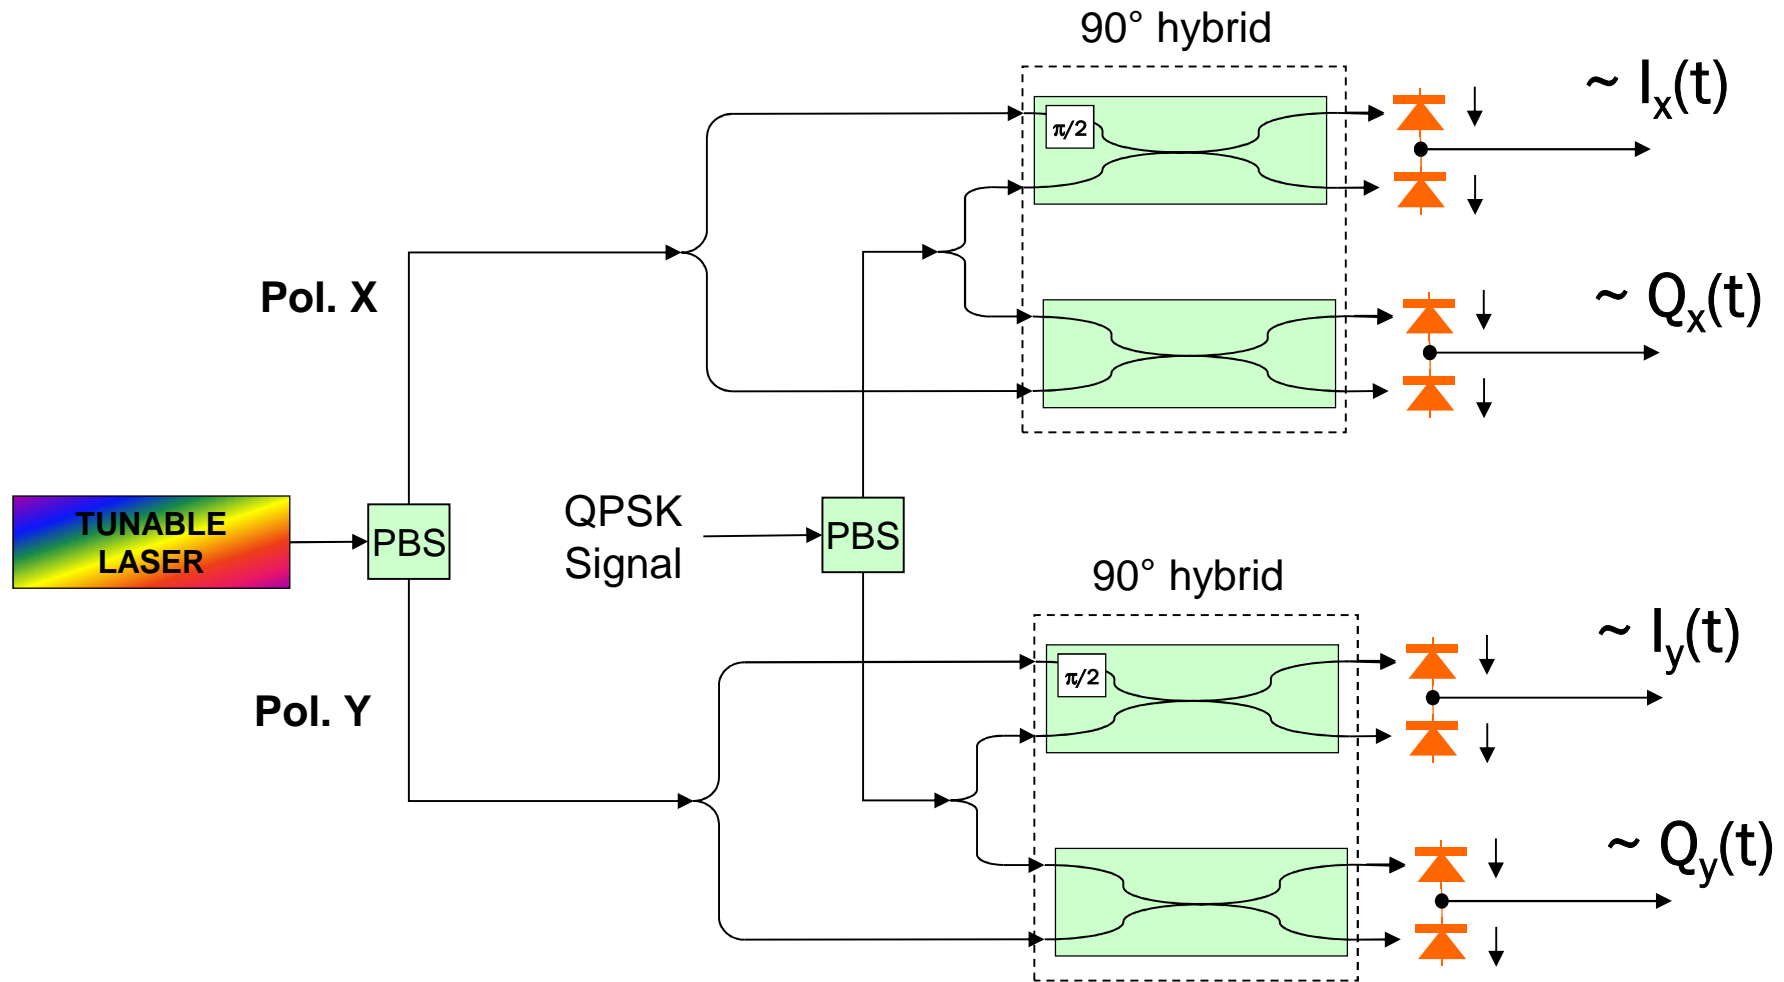 90° hybrid
~ Ix(t)
π/2
~ Qx(t)
Pol. X
QPSK
Signal
TUNABLE
LASER
PBS
PBS
90° hybrid
~ Iy(t)
π/2
Pol. Y
~ Qy(t)